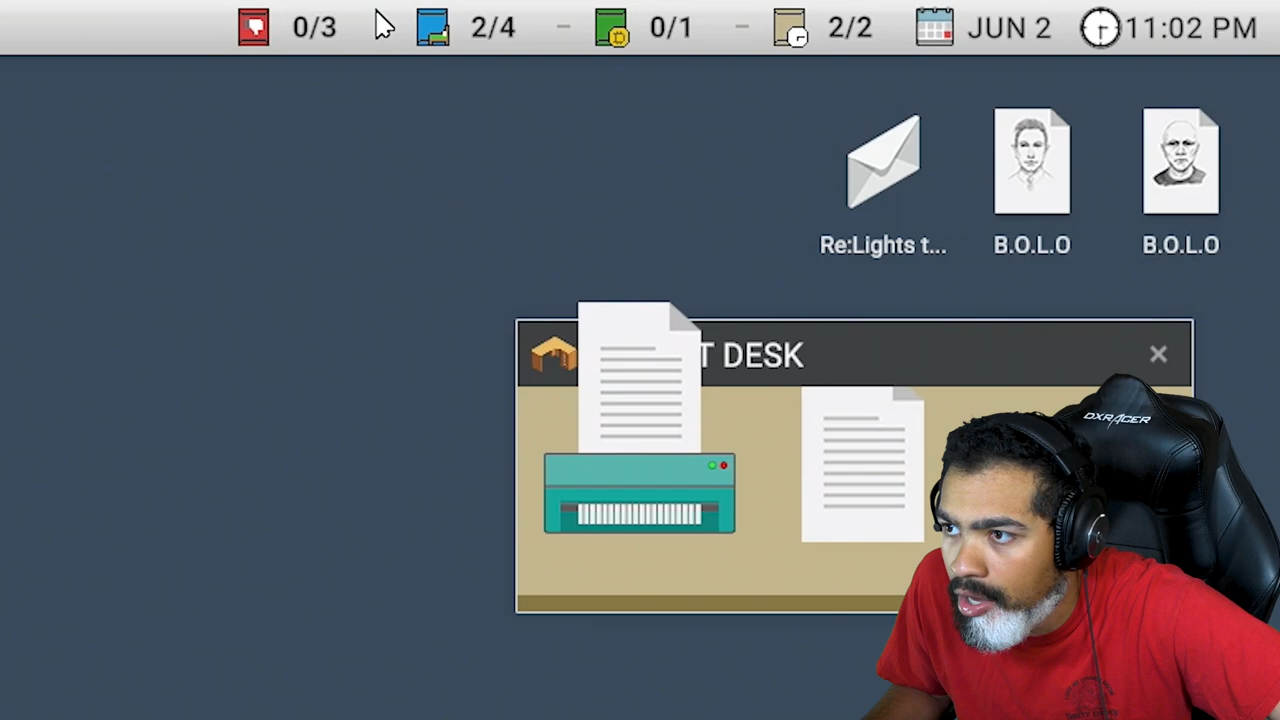 0/3 2/4 - 0/1 - 2/2 JUN 2 11:02 PM
Re:Lights t... B.O.L.O B.O.L.O
T DESK
DXRACER